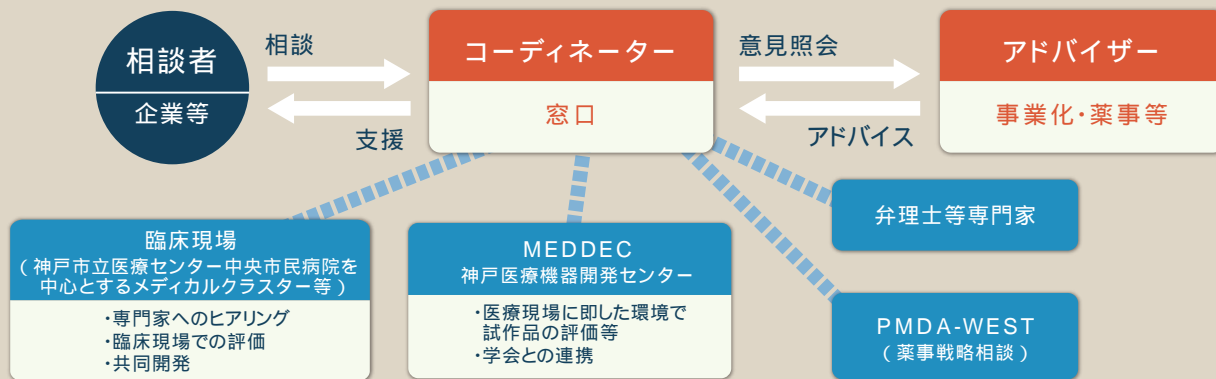 相談者
企業等
相談
支援
コーディネーター
窓口
意見照会
アドバイス
アドバイザー
事業化・薬事等
臨床現場
(神戸市立医療センター中央市民病院を
中心とするメディカルクラスター等)
・専門家へのヒアリング
・臨床現場での評価
・共同開発
MEDDEC
神戸医療機器開発センター
・医療現場に即した環境で
試作品の評価等
・学会との連携
弁理士等専門家
PMDA-WEST
(薬事戦略相談)